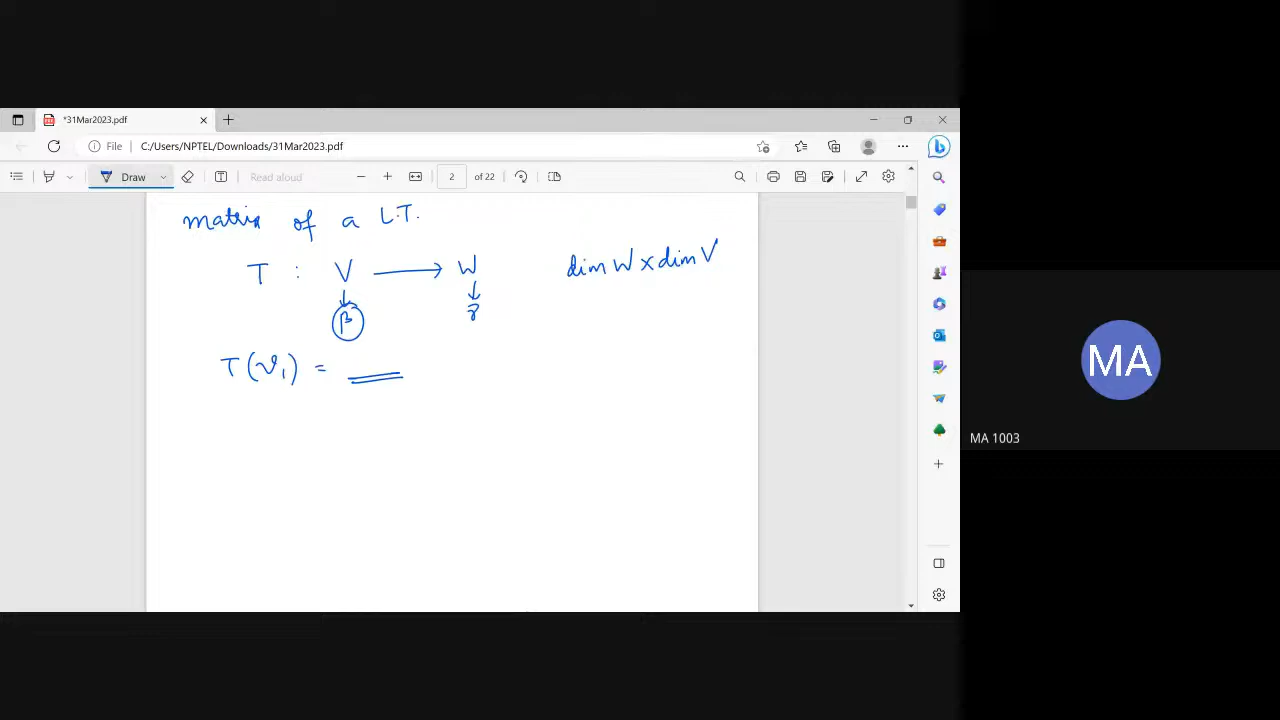 *31Mar2023.pdf
File C:/Users/NPTEL/Downloads/31Mar2023.pdf
Draw Read aloud 2 of 22
matrix of a L.T.
T : V → W dim W × dim V
↓ ↓
β γ
T(v₁) =
MA
MA 1003